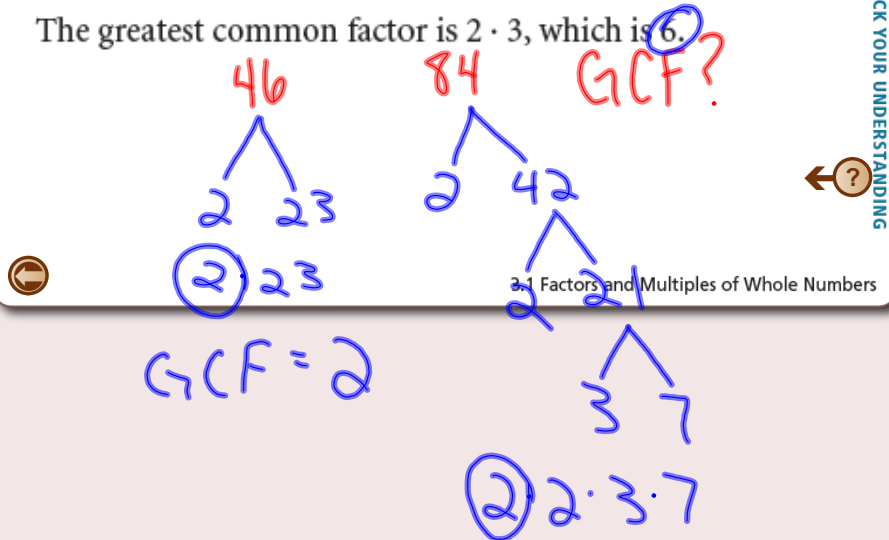 The greatest common factor is 2 · 3, which is 6.
46 84 GCF?
2 23 2 42
2 · 23 2 21
3.1 Factors and Multiples of Whole Numbers
GCF = 2
3 7
2 · 2 · 3 · 7
CK YOUR UNDERSTANDING
?